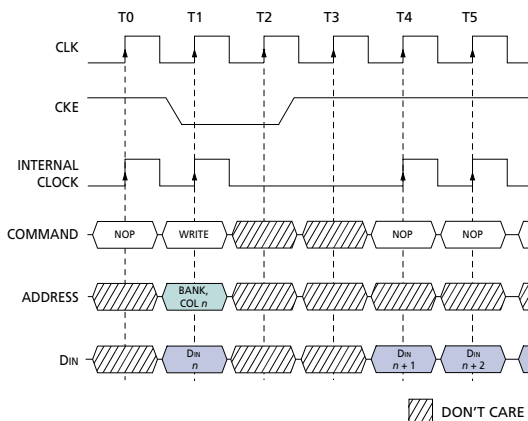 T0 T1 T2 T3 T4 T5
CLK
CKE
INTERNAL
CLOCK
COMMAND NOP WRITE NOP NOP
ADDRESS BANK,
COL n
DIN DIN
n DIN
n + 1 DIN
n + 2
DON'T CARE